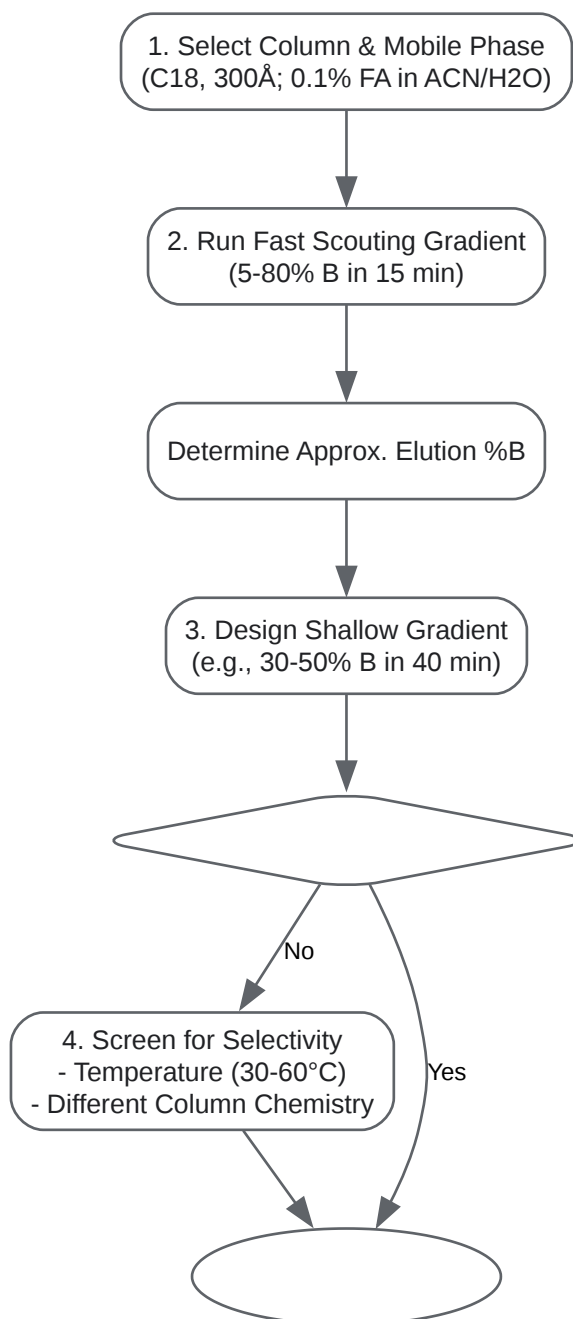 1. Select Column & Mobile Phase
(C18, 300Å; 0.1% FA in ACN/H2O)
2. Run Fast Scouting Gradient
(5-80% B in 15 min)
Determine Approx. Elution %B
3. Design Shallow Gradient
(e.g., 30-50% B in 40 min)
No
4. Screen for Selectivity
- Temperature (30-60°C)
- Different Column Chemistry
Yes